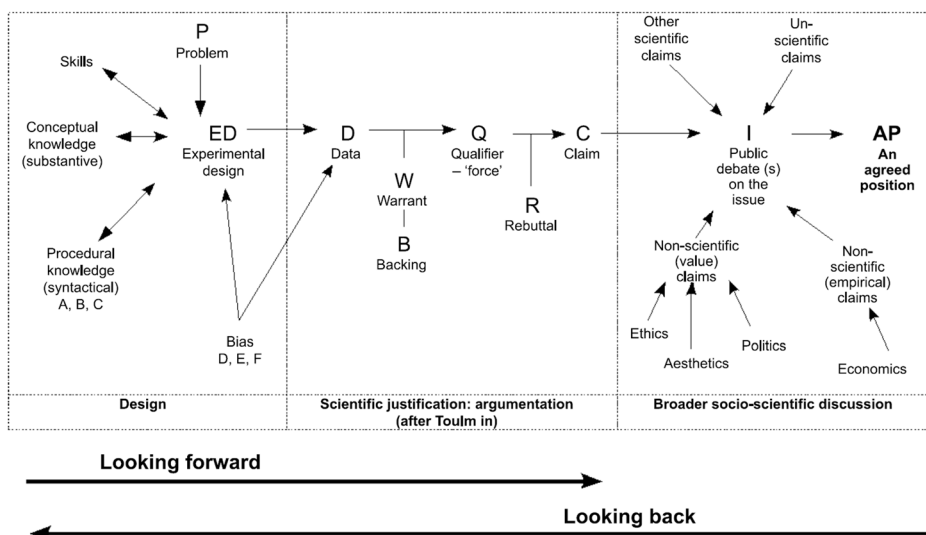 P
Problem
Skills
Conceptual
knowledge
(substantive)
ED
Experimental
design
Procedural
knowledge
(syntactical)
A, B, C
Bias
D, E, F
D
Data
W
Warrant
B
Backing
Q
Qualifier
– ‘force’
R
Rebuttal
C
Claim
Other
scientific
claims
Un-
scientific
claims
I
Public
debate (s)
on the
issue
AP
An
agreed
position
Non-scientific
(value)
claims
Ethics
Aesthetics
Politics
Non-
scientific
(empirical)
claims
Economics
Design
Scientific justification: argumentation
(after Toulm in)
Broader socio-scientific discussion
Looking forward
Looking back